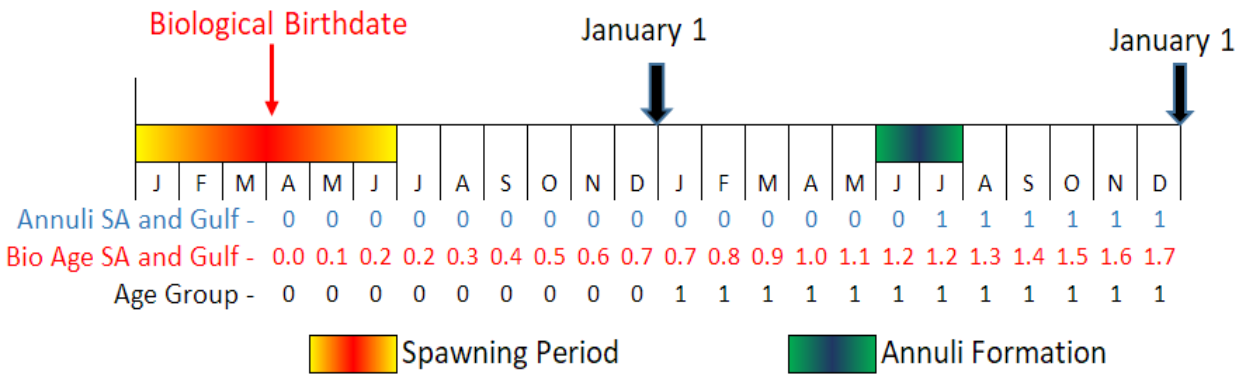 Biological Birthdate
January 1
January 1
J F M A M J J A S O N D J F M A M J J A S O N D
Annuli SA and Gulf - 0 0 0 0 0 0 0 0 0 0 0 0 0 0 0 1 1 1 1 1 1
Bio Age SA and Gulf - 0.0 0.1 0.2 0.2 0.3 0.4 0.5 0.6 0.7 0.7 0.8 0.9 1.0 1.1 1.2 1.2 1.3 1.4 1.5 1.6 1.7
Age Group - 0 0 0 0 0 0 0 0 0 1 1 1 1 1 1 1 1 1 1 1 1
Spawning Period
Annuli Formation